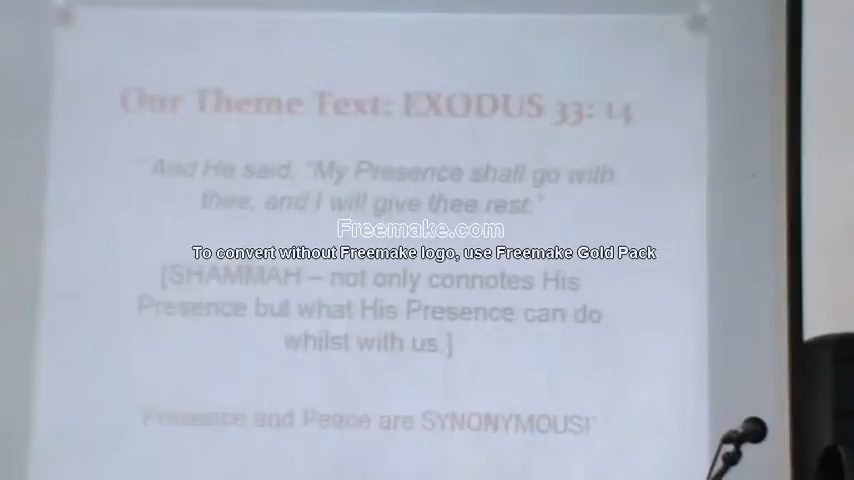 Our Theme Text: EXODUS 33: 14
" And He said, "My Presence shall go with
thee, and I will give thee rest."
Freemake.com
To convert without Freemake logo, use Freemake Gold Pack
[SHAMMAH – not only connotes His
Presence but what His Presence can do
whilst with us.]
'Presence and Peace are SYNONYMOUS!'